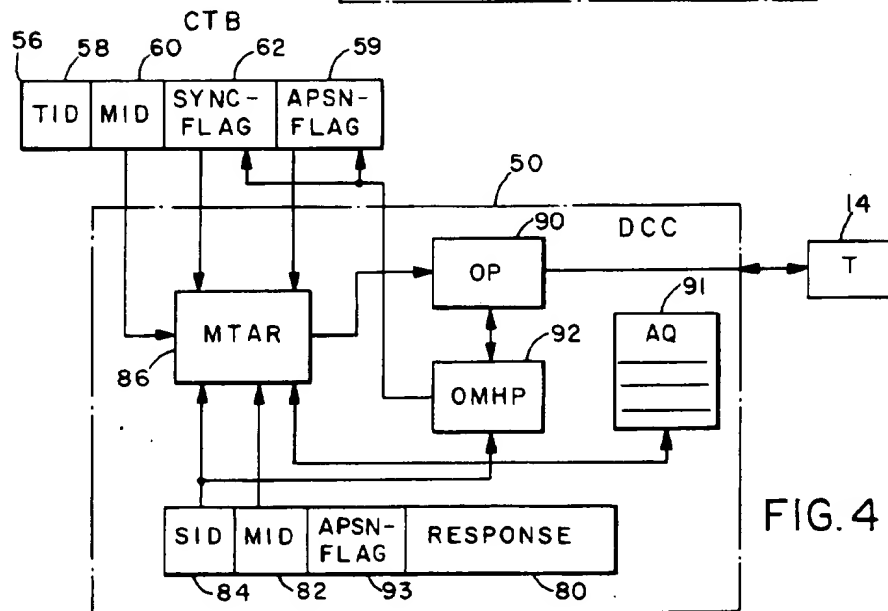 CTB
56 58 60 62 59
TID MID SYNC- APSN-
FLAG FLAG
50
90 DCC 14
OP T
91
MTAR AQ
86 92
OMHP
SID MID APSN- RESPONSE
FLAG
84 82 93 80
FIG. 4